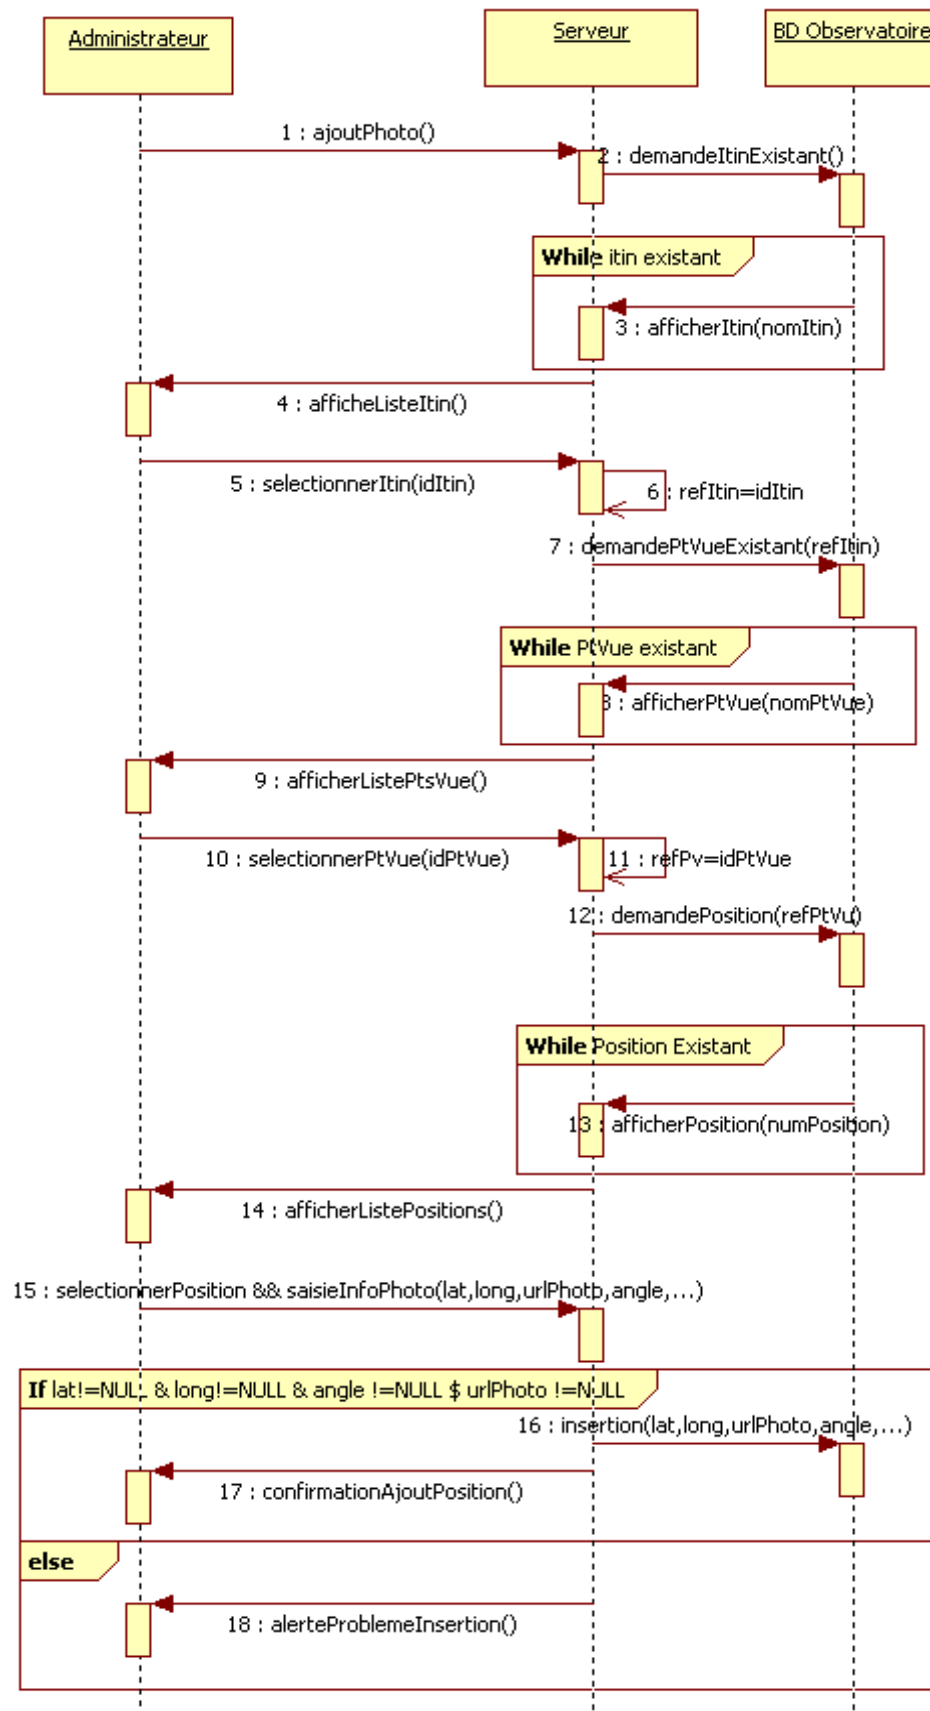 Administrateur
Serveur
BD Observatoire
1 : ajoutPhoto()
2 : demandeItinExistant()
While itin existant
3 : afficherItin(nomItin)
4 : afficheListeItin()
5 : selectionnerItin(idItin)
6 : refItin=idItin
7 : demandePtVueExistant(refItin)
While PtVue existant
8 : afficherPtVue(nomPtVue)
9 : afficherListePtsVue()
10 : selectionnerPtVue(idPtVue)
11 : refPv=idPtVue
12 : demandePosition(refPtVu)
While Position Existant
13 : afficherPosition(numPosition)
14 : afficherListePositions()
15 : selectionnerPosition && saisieInfoPhoto(lat,long,urlPhoto,angle,...)
If lat!=NULL & long!=NULL & angle !=NULL $ urlPhoto !=NULL
16 : insertion(lat,long,urlPhoto,angle,...)
17 : confirmationAjoutPosition()
else
18 : alerteProblemeInsertion()